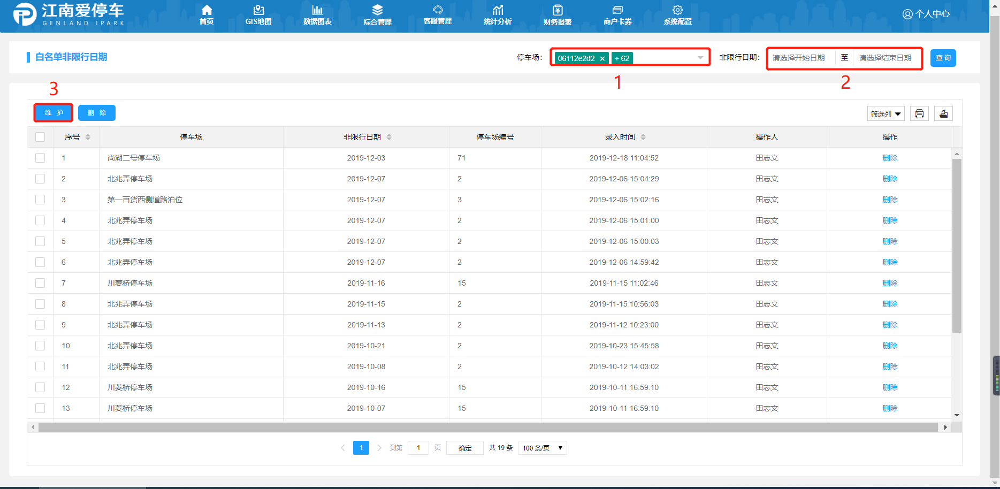 江南爱停车
GENLAND IPARK
首页
GIS地图
数据图表
综合管理
客服管理
统计分析
财务报表
商户卡券
系统配置
个人中心
白名单非限行日期
停车场：
06112e2d2 ×
+ 62
非限行日期：
请选择开始日期
至
请选择结束日期
查 询
1
2
3
维 护
删 除
筛选列
序号 停车场 非限行日期 停车场编号 录入时间 操作人 操作
1 尚湖二号停车场 2019-12-03 71 2019-12-18 11:04:52 田志文 删除
2 北兆弄停车场 2019-12-07 2 2019-12-06 15:04:29 田志文 删除
3 第一百货西侧道路泊位 2019-12-07 3 2019-12-06 15:02:16 田志文 删除
4 北兆弄停车场 2019-12-07 2 2019-12-06 15:01:00 田志文 删除
5 北兆弄停车场 2019-12-07 2 2019-12-06 15:00:03 田志文 删除
6 北兆弄停车场 2019-12-07 2 2019-12-06 14:59:42 田志文 删除
7 川菱桥停车场 2019-11-16 15 2019-11-15 11:02:46 田志文 删除
8 北兆弄停车场 2019-11-15 2 2019-11-15 10:56:03 田志文 删除
9 北兆弄停车场 2019-11-13 2 2019-11-12 10:23:00 田志文 删除
10 北兆弄停车场 2019-10-21 2 2019-10-23 15:45:58 田志文 删除
11 北兆弄停车场 2019-10-08 2 2019-10-12 14:03:02 田志文 删除
12 川菱桥停车场 2019-10-16 15 2019-10-11 16:59:10 田志文 删除
13 川菱桥停车场 2019-10-07 15 2019-10-11 16:59:10 田志文 删除
1 到第 1 页 确定 共 19 条 100 条/页